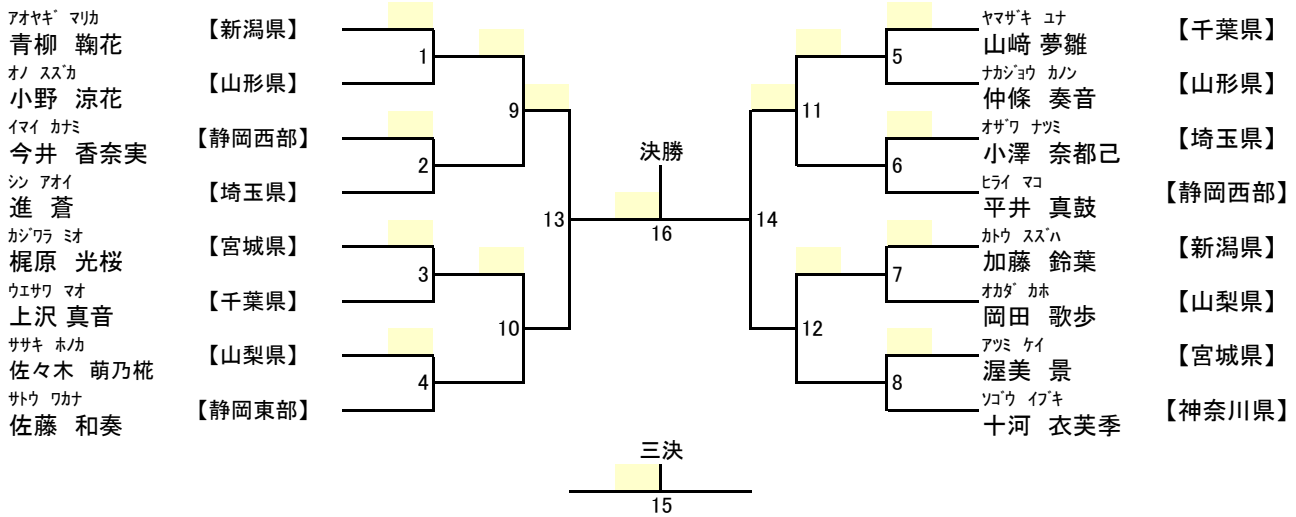 ｱｵﾔｷﾞ ﾏﾘｶ
青柳 鞠花 【新潟県】
ｵﾉ ｽｽﾞｶ
小野 涼花 【山形県】
ｲﾏｲ ｶﾅﾐ
今井 香奈実 【静岡西部】
ｼﾝ ｱｵｲ
進 蒼 【埼玉県】
ｶｼﾞﾜﾗ ﾐｵ
梶原 光桜 【宮城県】
ｳｴｻﾜ ﾏｵ
上沢 真音 【千葉県】
ｻｻｷ ﾎﾉｶ
佐々木 萌乃椛 【山梨県】
ｻﾄｳ ﾜｶﾅ
佐藤 和奏 【静岡東部】
1
2
3
4
9
10
13
決勝
16
三決
15
14
11
12
5
6
7
8
ﾔﾏｻﾞｷ ﾕﾅ
山﨑 夢雛 【千葉県】
ﾅｶｼﾞｮｳ ｶﾉﾝ
仲條 奏音 【山形県】
ｵｻﾞﾜ ﾅﾂﾐ
小澤 奈都己 【埼玉県】
ﾋﾗｲ ﾏｺ
平井 真鼓 【静岡西部】
ｶﾄｳ ｽｽﾞﾊ
加藤 鈴葉 【新潟県】
ｵｶﾀﾞ ｶﾎ
岡田 歌歩 【山梨県】
ｱﾂﾐ ｹｲ
渥美 景 【宮城県】
ｿｺﾞｳ ｲﾌﾞｷ
十河 衣芙季 【神奈川県】